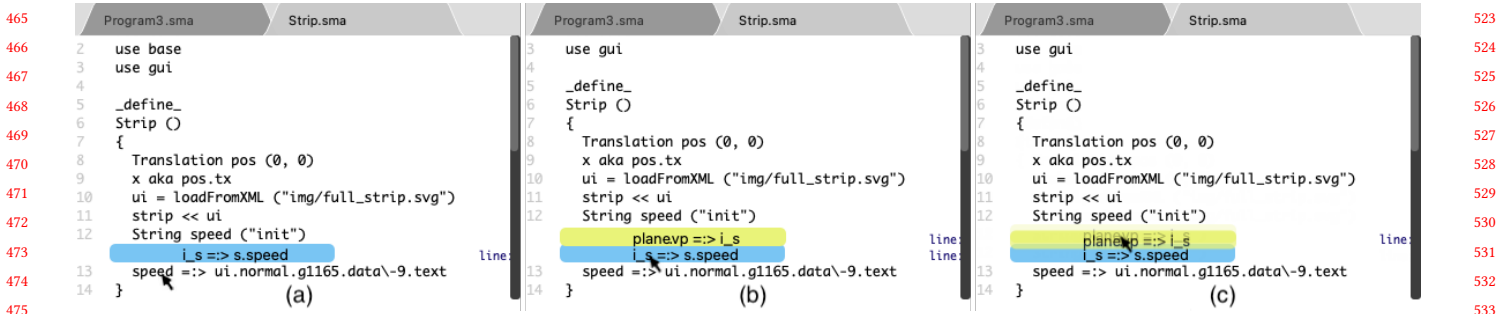 465
466
467
468
469
470
471
472
473
474
475
Program3.sma Strip.sma
2 use base
3 use gui
4
5 _define_
6 Strip ()
7 {
8 Translation pos (0, 0)
9 x aka pos.tx
10 ui = loadFromXML ("img/full_strip.svg")
11 strip << ui
12 String speed ("init")
i_s =:> s.speed line:
13 speed =:> ui.normal.g1165.data\-9.text
14 }
(a)
Program3.sma Strip.sma
3 use gui
4
5 _define_
6 Strip ()
7 {
8 Translation pos (0, 0)
9 x aka pos.tx
10 ui = loadFromXML ("img/full_strip.svg")
11 strip << ui
12 String speed ("init")
plane.vp =:> i_s line:
i_s =:> s.speed line:
13 speed =:> ui.normal.g1165.data\-9.text
14 }
(b)
Program3.sma Strip.sma
3 use gui
4
5 _define_
6 Strip ()
7 {
8 Translation pos (0, 0)
9 x aka pos.tx
10 ui = loadFromXML ("img/full_strip.svg")
11 strip << ui
12 String speed ("init")
plane.vp =:> i_s line:
i_s =:> s.speed
13 speed =:> ui.normal.g1165.data\-9.text
14 }
(c)
523
524
525
526
527
528
529
530
531
532
533